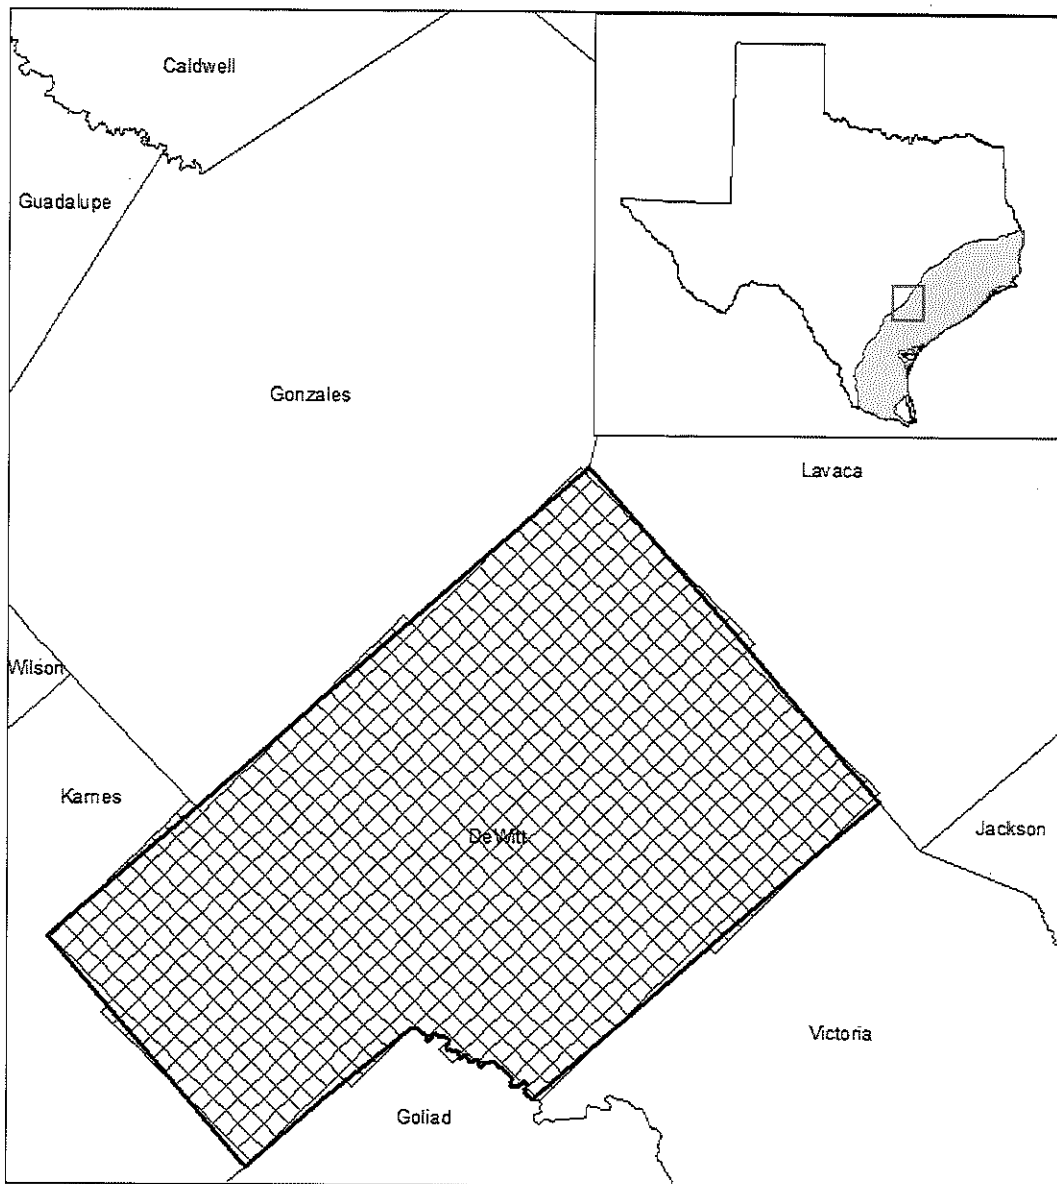 Caldwell
Guadalupe
Gonzales
Lavaca
Wilson
Karnes
DeWitt
Jackson
Victoria
Goliad